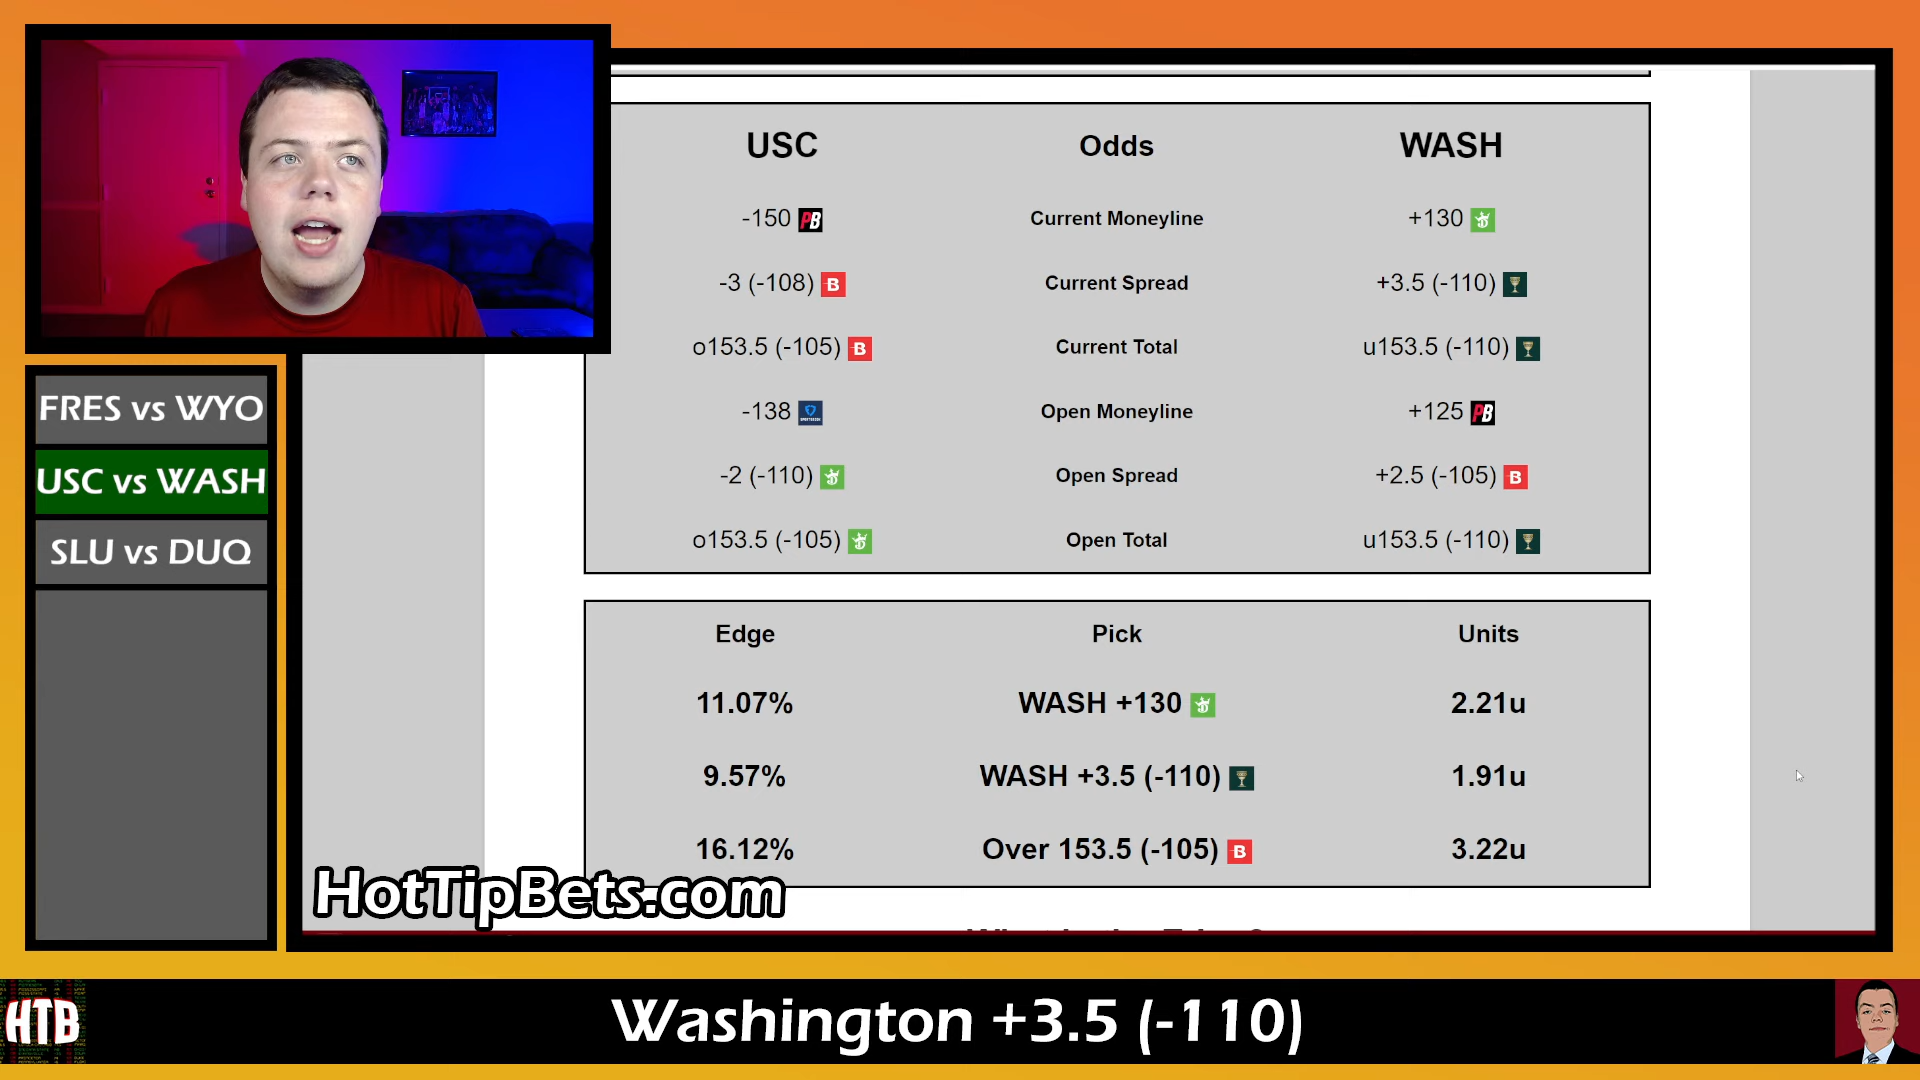 USC Odds WASH
-150 PB Current Moneyline +130
-3 (-108) B Current Spread +3.5 (-110)
o153.5 (-105) B Current Total u153.5 (-110)
-138 Open Moneyline +125 PB
-2 (-110) Open Spread +2.5 (-105) B
o153.5 (-105) Open Total u153.5 (-110)
Edge Pick Units
11.07% WASH +130 2.21u
9.57% WASH +3.5 (-110) 1.91u
16.12% Over 153.5 (-105) B 3.22u
FRES vs WYO
USC vs WASH
SLU vs DUQ
HotTipBets.com
HTB
Washington +3.5 (-110)